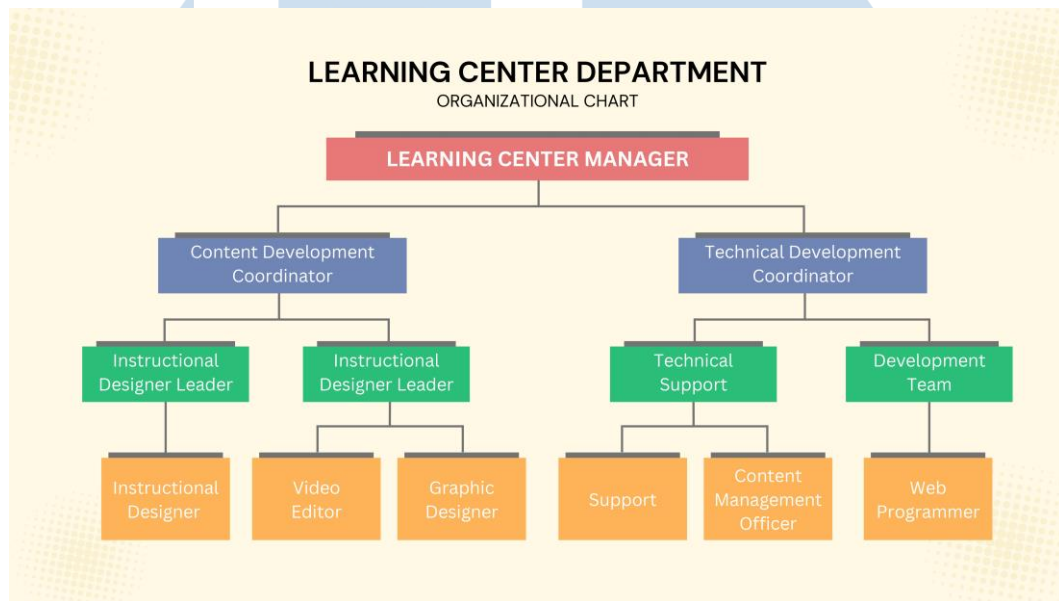 LEARNING CENTER DEPARTMENT
ORGANIZATIONAL CHART
LEARNING CENTER MANAGER
Content Development
Coordinator
Technical Development
Coordinator
Instructional
Designer Leader
Instructional
Designer Leader
Technical
Support
Development
Team
Instructional
Designer
Video
Editor
Graphic
Designer
Support
Content
Management
Officer
Web
Programmer